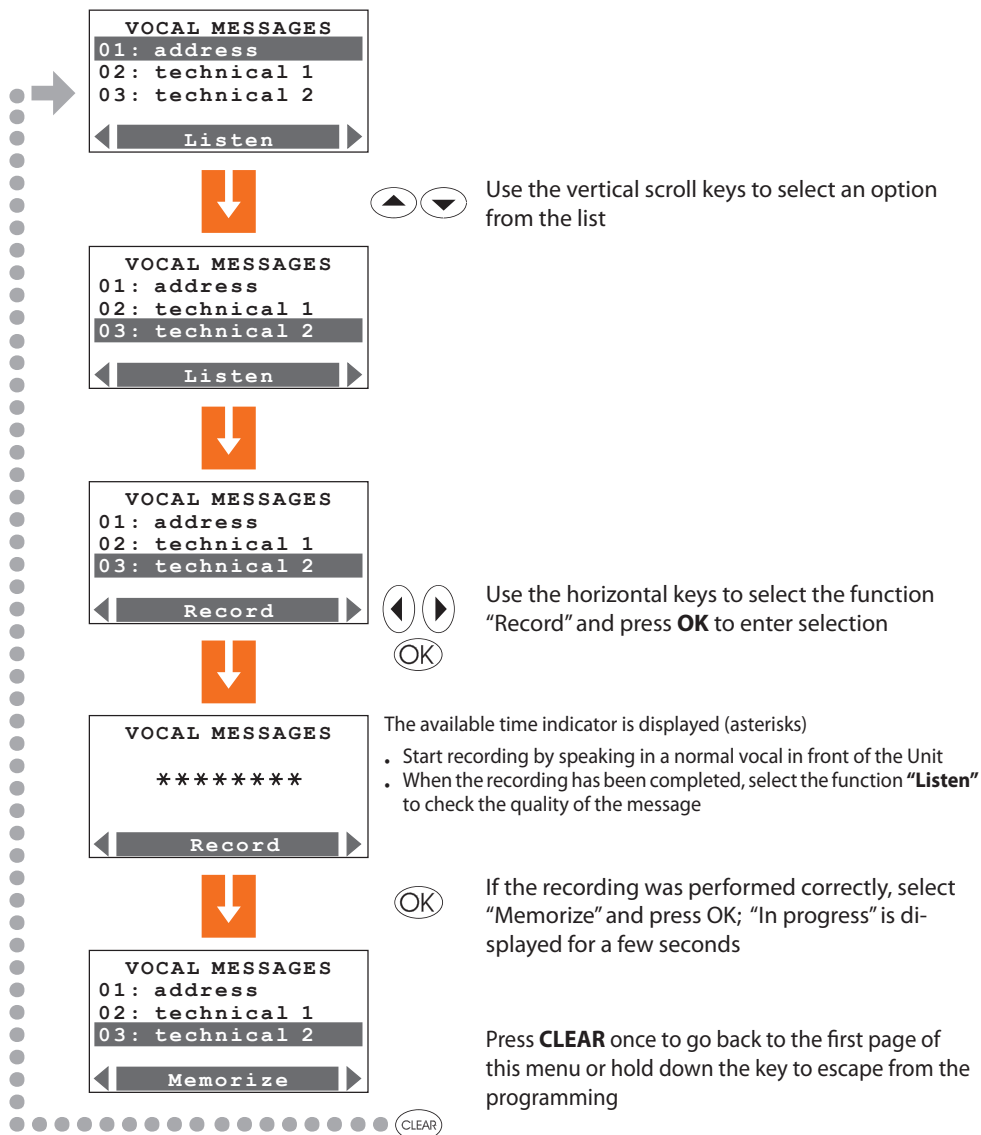 VOCAL MESSAGES
01: address
02: technical 1
03: technical 2
Listen
Use the vertical scroll keys to select an option
from the list
VOCAL MESSAGES
01: address
02: technical 1
03: technical 2
Listen
VOCAL MESSAGES
01: address
02: technical 1
03: technical 2
Record
OK
Use the horizontal keys to select the function
“Record” and press OK to enter selection
VOCAL MESSAGES
********
Record
The available time indicator is displayed (asterisks)
. Start recording by speaking in a normal vocal in front of the Unit
. When the recording has been completed, select the function “Listen”
to check the quality of the message
OK
If the recording was performed correctly, select
“Memorize” and press OK; “In progress” is di-
splayed for a few seconds
VOCAL MESSAGES
01: address
02: technical 1
03: technical 2
Memorize
Press CLEAR once to go back to the first page of
this menu or hold down the key to escape from the
programming
CLEAR